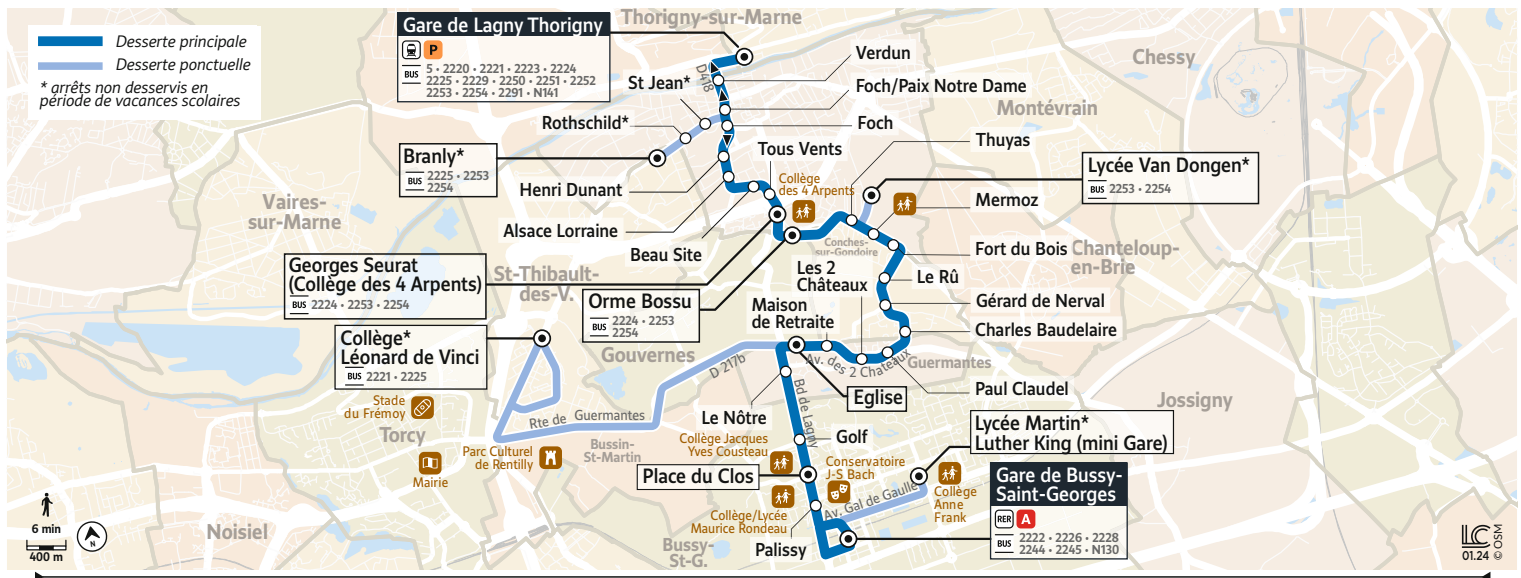 Desserte principale
Desserte ponctuelle
* arrêts non desservis en
période de vacances scolaires
Gare de Lagny Thorigny
P
BUS
5 • 2220 • 2221 • 2223 • 2224
2225 • 2229 • 2250 • 2251 • 2252
2253 • 2254 • 2291 • N141
Thorigny-sur-Marne
D418
Verdun
St Jean*
Foch/Paix Notre Dame
Rothschild*
Foch
Chessy
Montévrain
Branly*
BUS
2225 • 2253
2254
Tous Vents
Thuyas
Henri Dunant
Collège
des 4 Arpents
Lycée Van Dongen*
BUS
2253 • 2254
Mermoz
Vaires-
sur-Marne
Alsace Lorraine
Beau Site
Conches-
sur-Gondoire
Fort du Bois
Chanteloup-
en-Brie
Georges Seurat
(Collège des 4 Arpents)
BUS
2224 • 2253 • 2254
St-Thibault-
des-V.
Orme Bossu
BUS
2224 • 2253
2254
Les 2
Châteaux
Le Rû
Maison
de Retraite
Gérard de Nerval
Charles Baudelaire
Collège*
Léonard de Vinci
BUS
2221 • 2225
Gouvernes
D 217b
Av. des 2 Chateaux
Guermantes
Paul Claudel
Eglise
Stade
du Frémoy
Torcy
Rte de Guermantes
Le Nôtre
Bd de Lagny
Jossigny
Parc Culturel
de Rentilly
Bussin-
St-Martin
Collège Jacques
Yves Cousteau
Golf
Lycée Martin*
Luther King (mini Gare)
Mairie
Place du Clos
Conservatoire
J-S Bach
Av. Gal de Gaulle
Collège
Anne
Frank
Gare de Bussy-
Saint-Georges
RER A
BUS
2222 • 2226 • 2228
2244 • 2245 • N130
Collège/Lycée
Maurice Rondeau
Noisiel
Bussy-
St-G.
Palissy
6 min
400 m
N
LC
01.24
© OSM